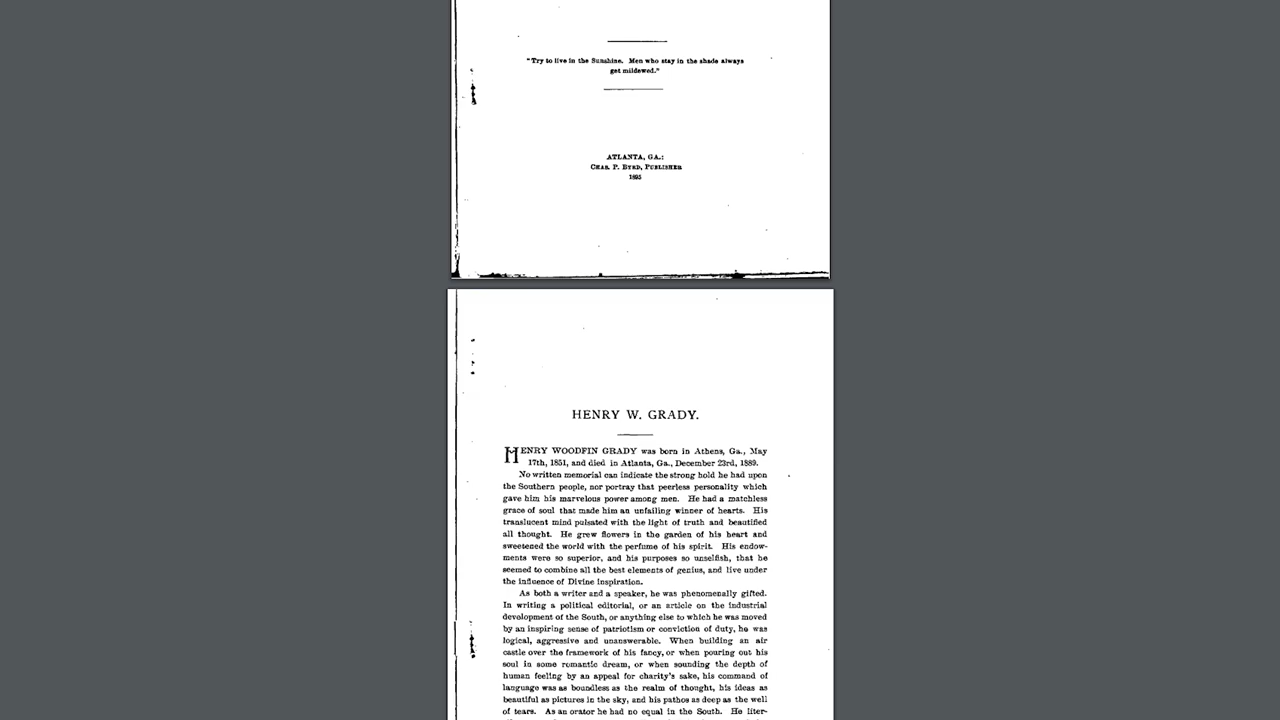 "Try to live in the Sunshine. Men who stay in the shade always
get mildewed."
ATLANTA, GA.:
CHAS. P. BYRD, PUBLISHER
1895
HENRY W. GRADY.
HENRY WOODFIN GRADY was born in Athens, Ga., May
17th, 1851, and died in Atlanta, Ga., December 23rd, 1889.
No written memorial can indicate the strong hold he had upon
the Southern people, nor portray that peerless personality which
gave him his marvelous power among men. He had a matchless
grace of soul that made him an unfailing winner of hearts. His
translucent mind pulsated with the light of truth and beautified
all thought. He grew flowers in the garden of his heart and
sweetened the world with the perfume of his spirit. His endow-
ments were so superior, and his purposes so unselfish, that he
seemed to combine all the best elements of genius, and live under
the influence of Divine inspiration.
As both a writer and a speaker, he was phenomenally gifted.
In writing a political editorial, or an article on the industrial
development of the South, or anything else to which he was moved
by an inspiring sense of patriotism or conviction of duty, he was
logical, aggressive and unanswerable. When building an air
castle over the framework of his fancy, or when pouring out his
soul in some romantic dream, or when sounding the depth of
human feeling by an appeal for charity's sake, his command of
language was as boundless as the realm of thought, his ideas as
beautiful as pictures in the sky, and his pathos as deep as the well
of tears. As an orator he had no equal in the South. He liter-